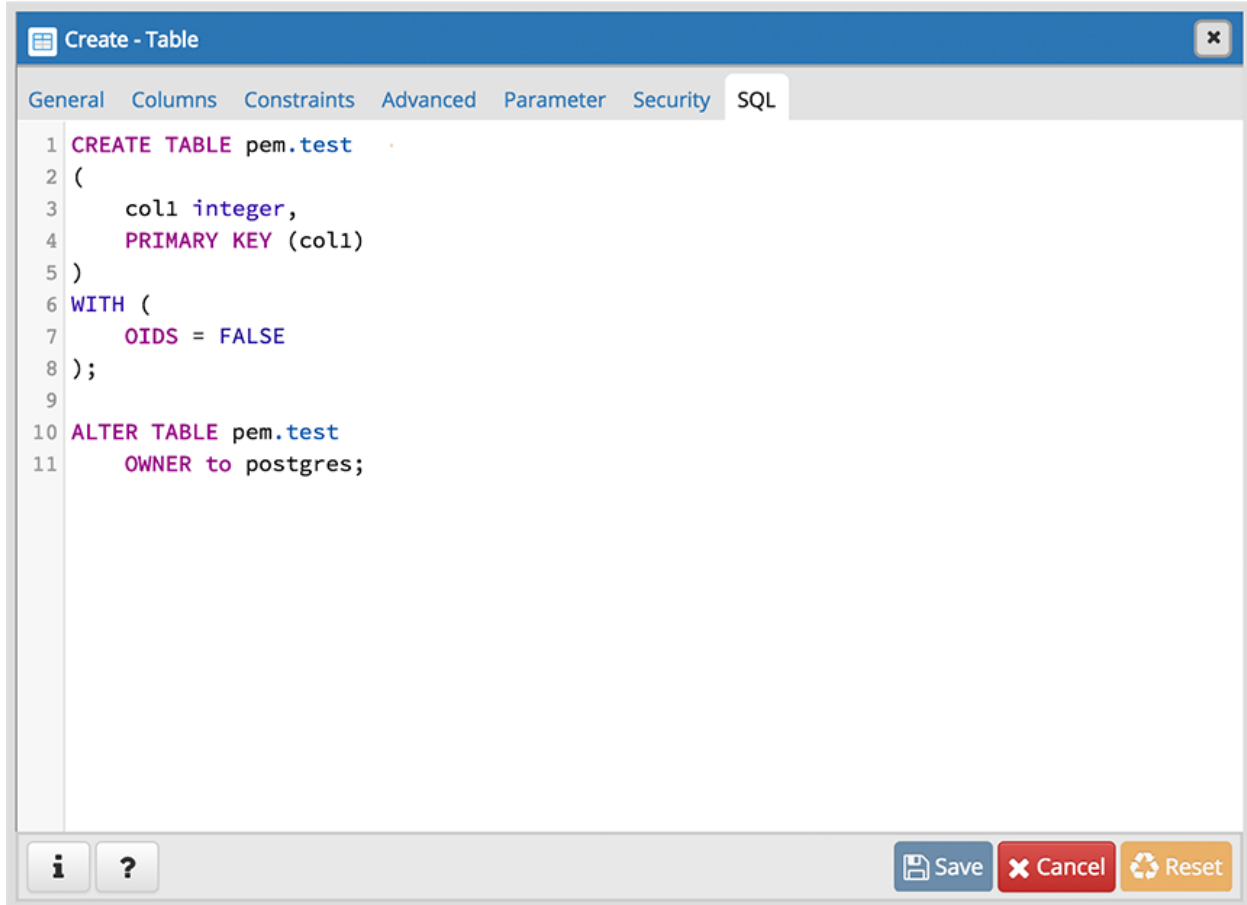 Create - Table
General Columns Constraints Advanced Parameter Security SQL
1 CREATE TABLE pem.test
2 (
3     col1 integer,
4     PRIMARY KEY (col1)
5 )
6 WITH (
7     OIDS = FALSE
8 );
9
10 ALTER TABLE pem.test
11     OWNER to postgres;
i ? Save Cancel Reset